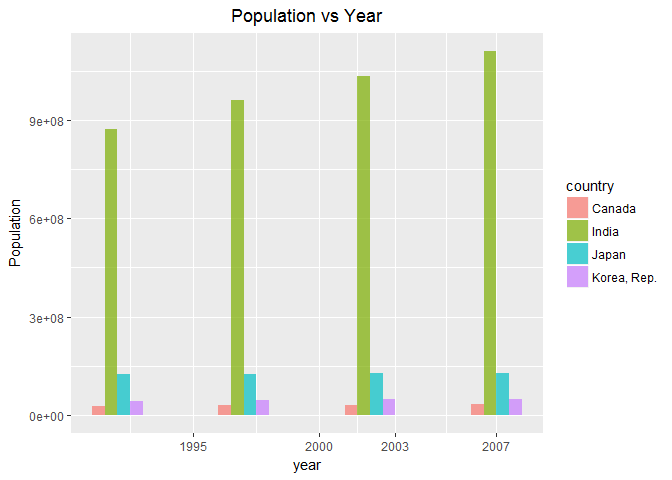 Population vs Year
Population
9e+08
6e+08
3e+08
0e+00
1995 2000 2003 2007
year
country
Canada
India
Japan
Korea, Rep.